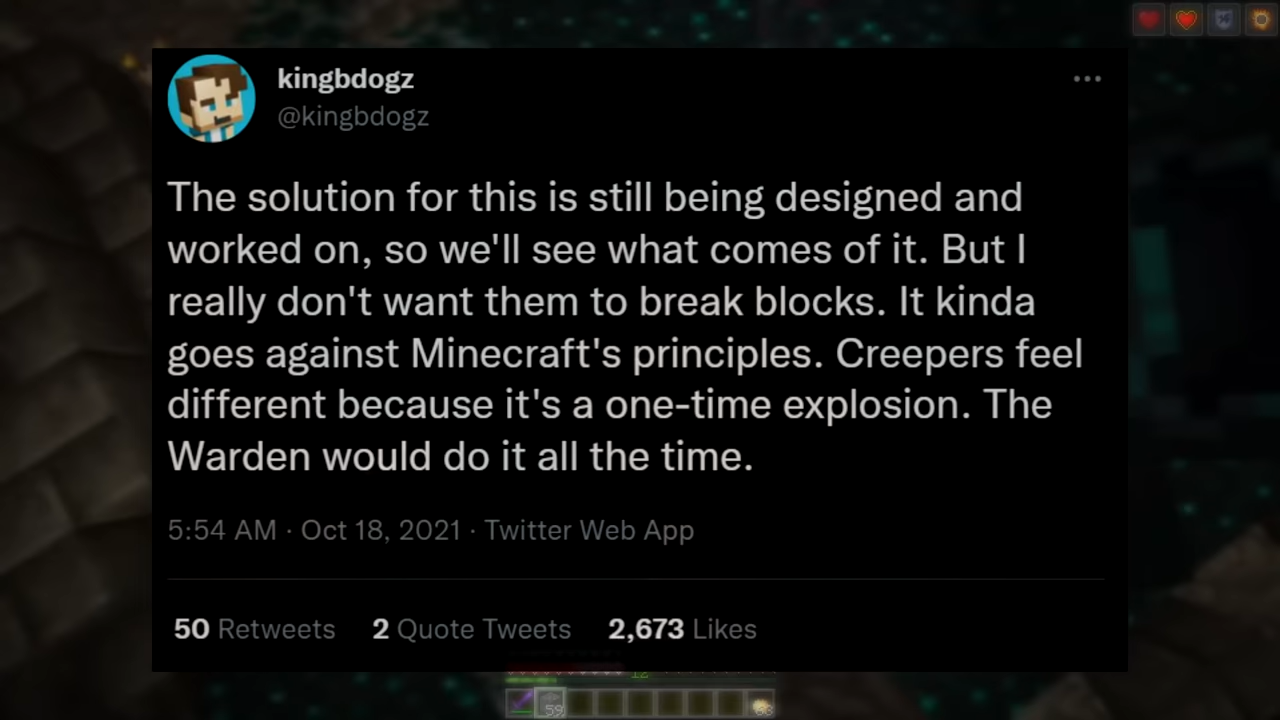 kingbdogz
@kingbdogz
The solution for this is still being designed and
worked on, so we'll see what comes of it. But I
really don't want them to break blocks. It kinda
goes against Minecraft's principles. Creepers feel
different because it's a one-time explosion. The
Warden would do it all the time.
5:54 AM · Oct 18, 2021 · Twitter Web App
50 Retweets 2 Quote Tweets 2,673 Likes
12
59